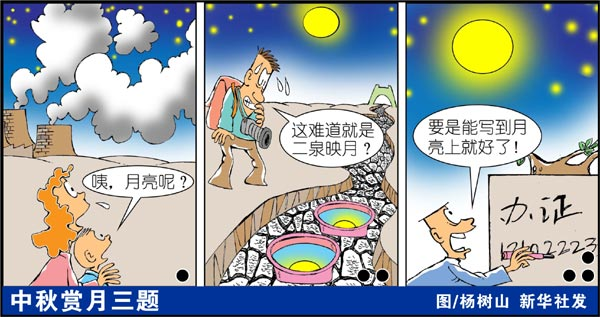 咦，月亮呢？
这难道就是
二泉映月？
要是能写到月
亮上就好了！
办证
中秋赏月三题
图/杨树山 新华社发